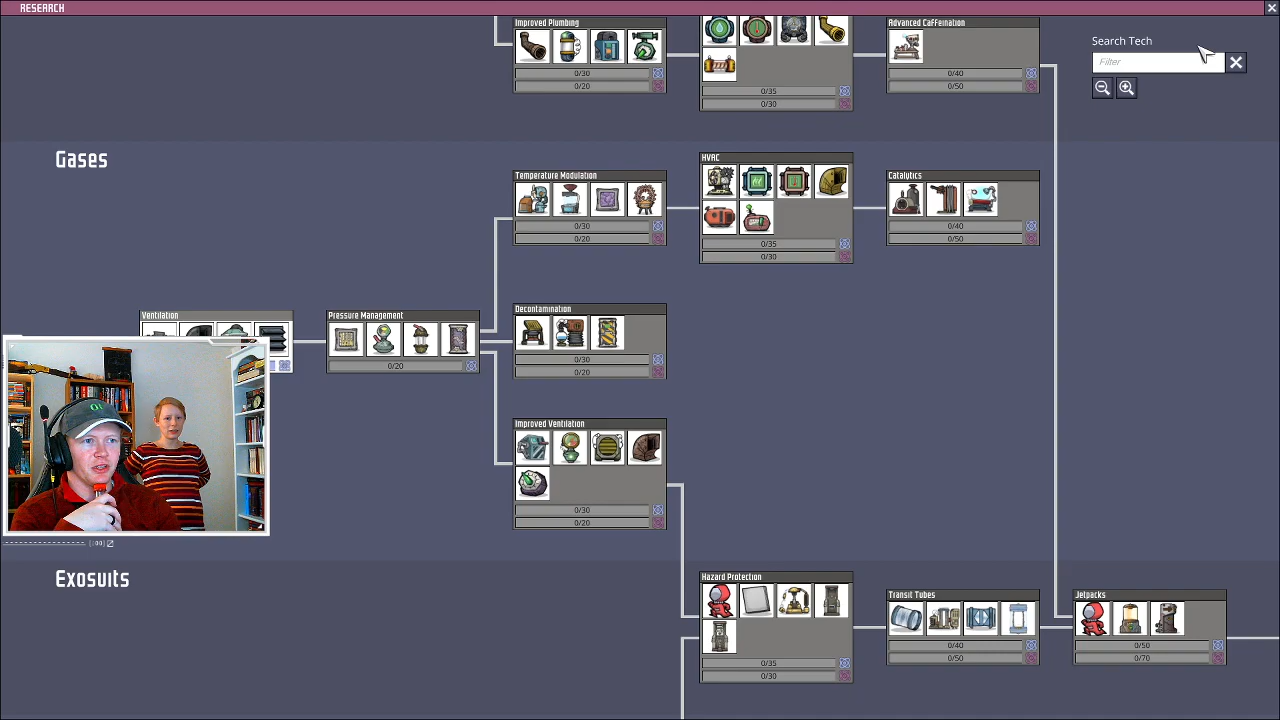 RESEARCH
Improved Plumbing
0/30
0/20
0/35
0/30
Advanced Caffeination
0/40
0/50
Search Tech
Filter
Gases
Temperature Modulation
0/30
0/20
HVAC
0/35
0/30
Catalytics
0/40
0/50
Ventilation
Pressure Management
0/20
Decontamination
0/30
0/20
Improved Ventilation
0/30
0/20
Exosuits
Hazard Protection
0/35
0/30
Transit Tubes
0/40
0/50
Jetpacks
0/50
0/70